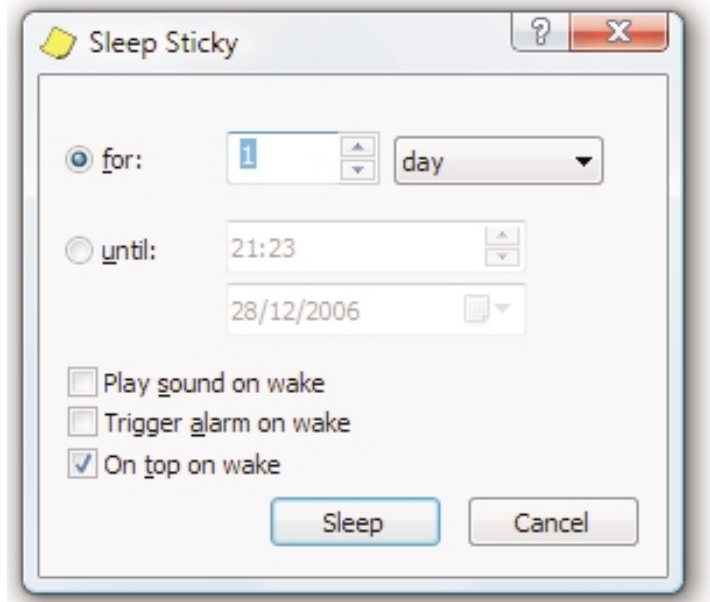 Sleep Sticky
for: 1 day
until: 21:23
28/12/2006
Play sound on wake
Trigger alarm on wake
On top on wake
Sleep Cancel